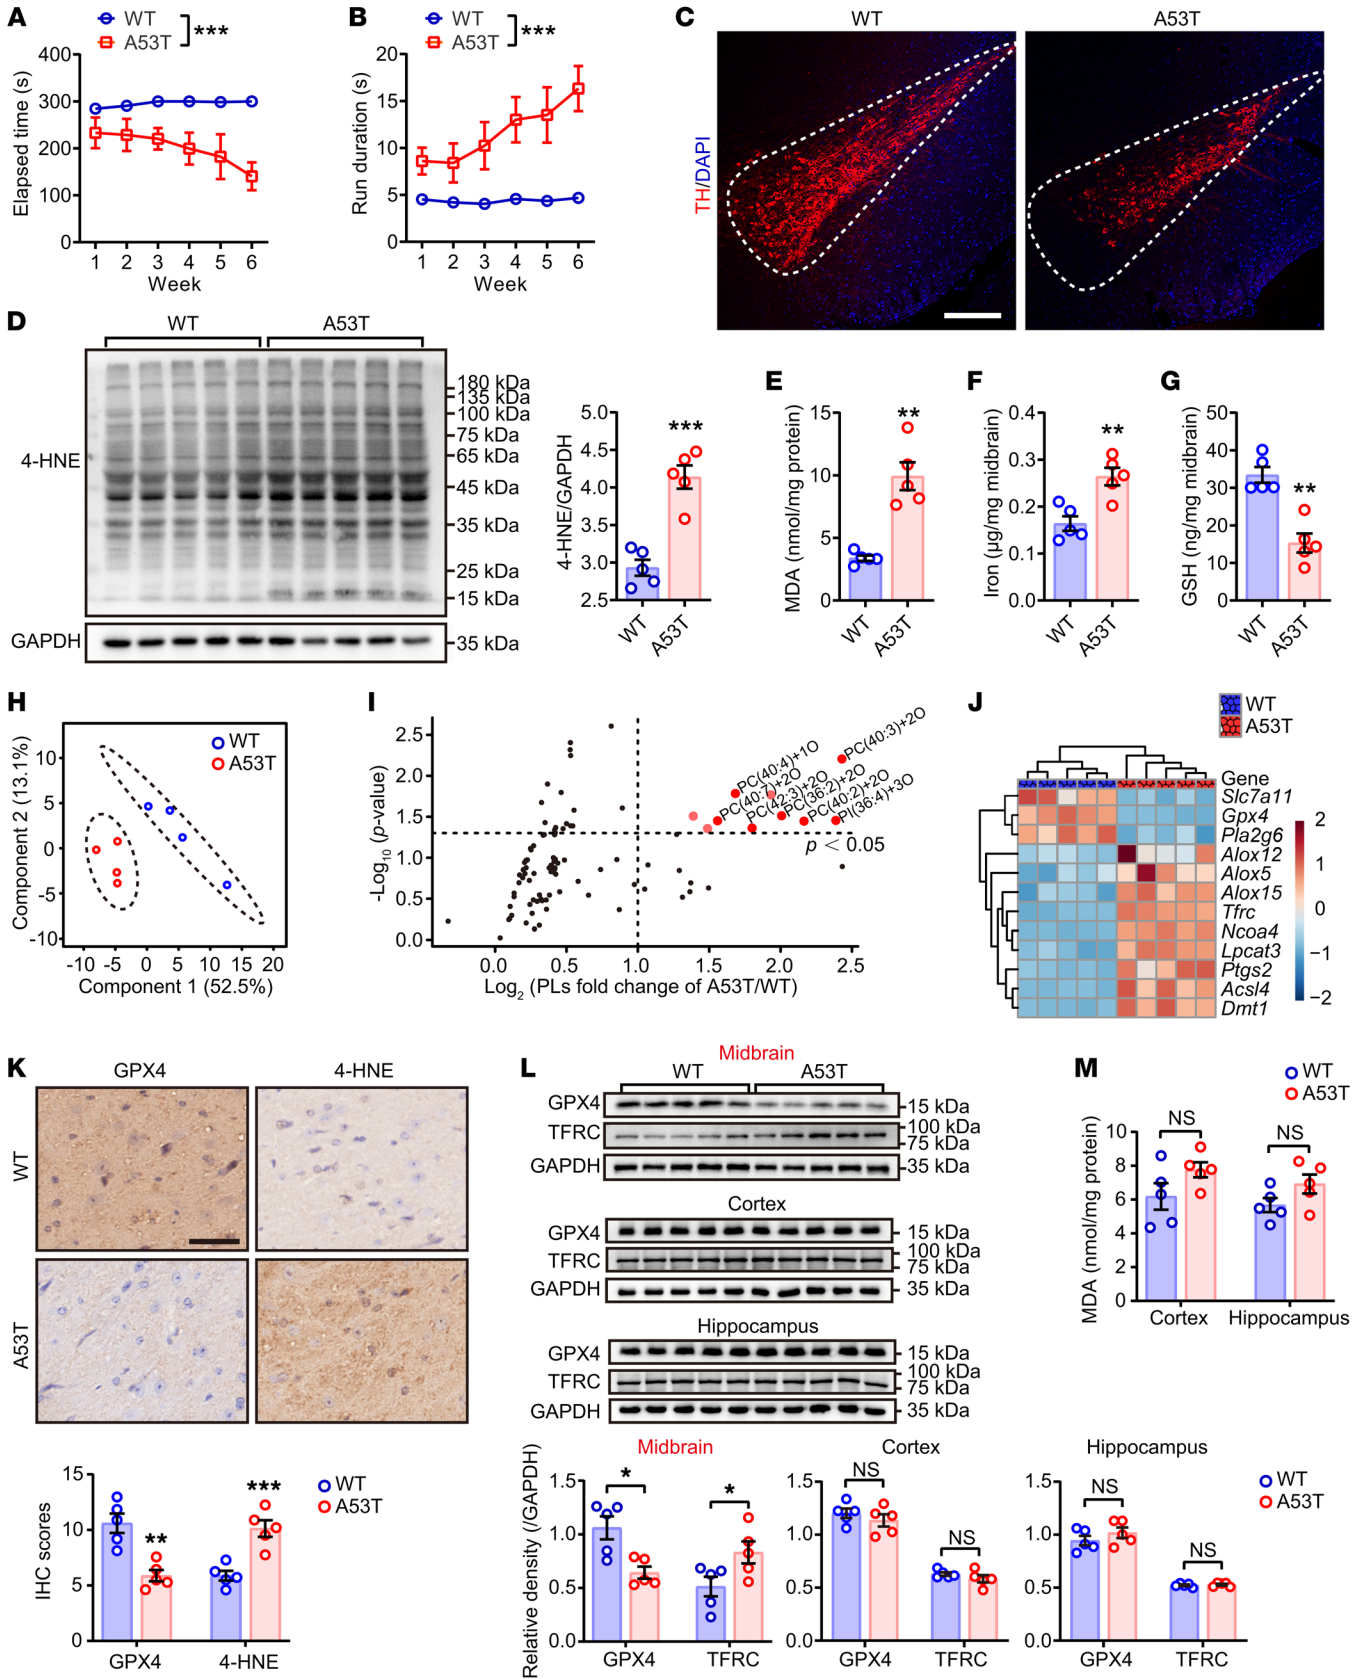 A
WT
A53T
***
Elapsed time (s)
400
300
200
100
0
1 2 3 4 5 6
Week
B
WT
A53T
***
Run duration (s)
20
15
10
5
0
1 2 3 4 5 6
Week
C
WT
A53T
TH/DAPI
D
WT
A53T
4-HNE
180 kDa
135 kDa
100 kDa
75 kDa
65 kDa
45 kDa
35 kDa
25 kDa
15 kDa
GAPDH
35 kDa
4-HNE/GAPDH
5.0
4.5
4.0
3.5
3.0
2.5
***
WT
A53T
E
MDA (nmol/mg protein)
15
10
5
0
**
WT
A53T
F
Iron (µg/mg midbrain)
0.4
0.3
0.2
0.1
0.0
**
WT
A53T
G
GSH (ng/mg midbrain)
50
40
30
20
10
0
**
WT
A53T
H
WT
A53T
Component 2 (13.1%)
10
5
0
-5
-10
-10 -5 0 5 10 15 20
Component 1 (52.5%)
I
-Log10 (p-value)
2.5
2.0
1.5
1.0
0.5
0.0
0.0 0.5 1.0 1.5 2.0 2.5
Log2 (PLs fold change of A53T/WT)
PC(40:4)+1O
PC(40:3)+2O
PC(40:7)+2O
PC(42:3)+2O
PC(36:2)+2O
PC(40:2)+2O
PI(36:4)+3O
p < 0.05
J
WT
A53T
Gene
Slc7a11
Gpx4
Pla2g6
Alox12
Alox5
Alox15
Tfrc
Ncoa4
Lpcat3
Ptgs2
Acsl4
Dmt1
2
1
0
−1
−2
K
GPX4
4-HNE
WT
A53T
IHC scores
15
10
5
0
**
***
WT
A53T
GPX4
4-HNE
L
Midbrain
WT
A53T
GPX4
15 kDa
TFRC
100 kDa
75 kDa
GAPDH
35 kDa
Cortex
GPX4
15 kDa
TFRC
100 kDa
75 kDa
GAPDH
35 kDa
Hippocampus
GPX4
15 kDa
TFRC
100 kDa
75 kDa
GAPDH
35 kDa
Relative density (/GAPDH)
Midbrain
1.5
1.0
0.5
0.0
*
*
GPX4
TFRC
Cortex
1.5
1.0
0.5
0.0
NS
NS
GPX4
TFRC
Hippocampus
1.5
1.0
0.5
0.0
NS
NS
GPX4
TFRC
WT
A53T
M
WT
A53T
MDA (nmol/mg protein)
10
8
6
4
2
0
NS
NS
Cortex
Hippocampus